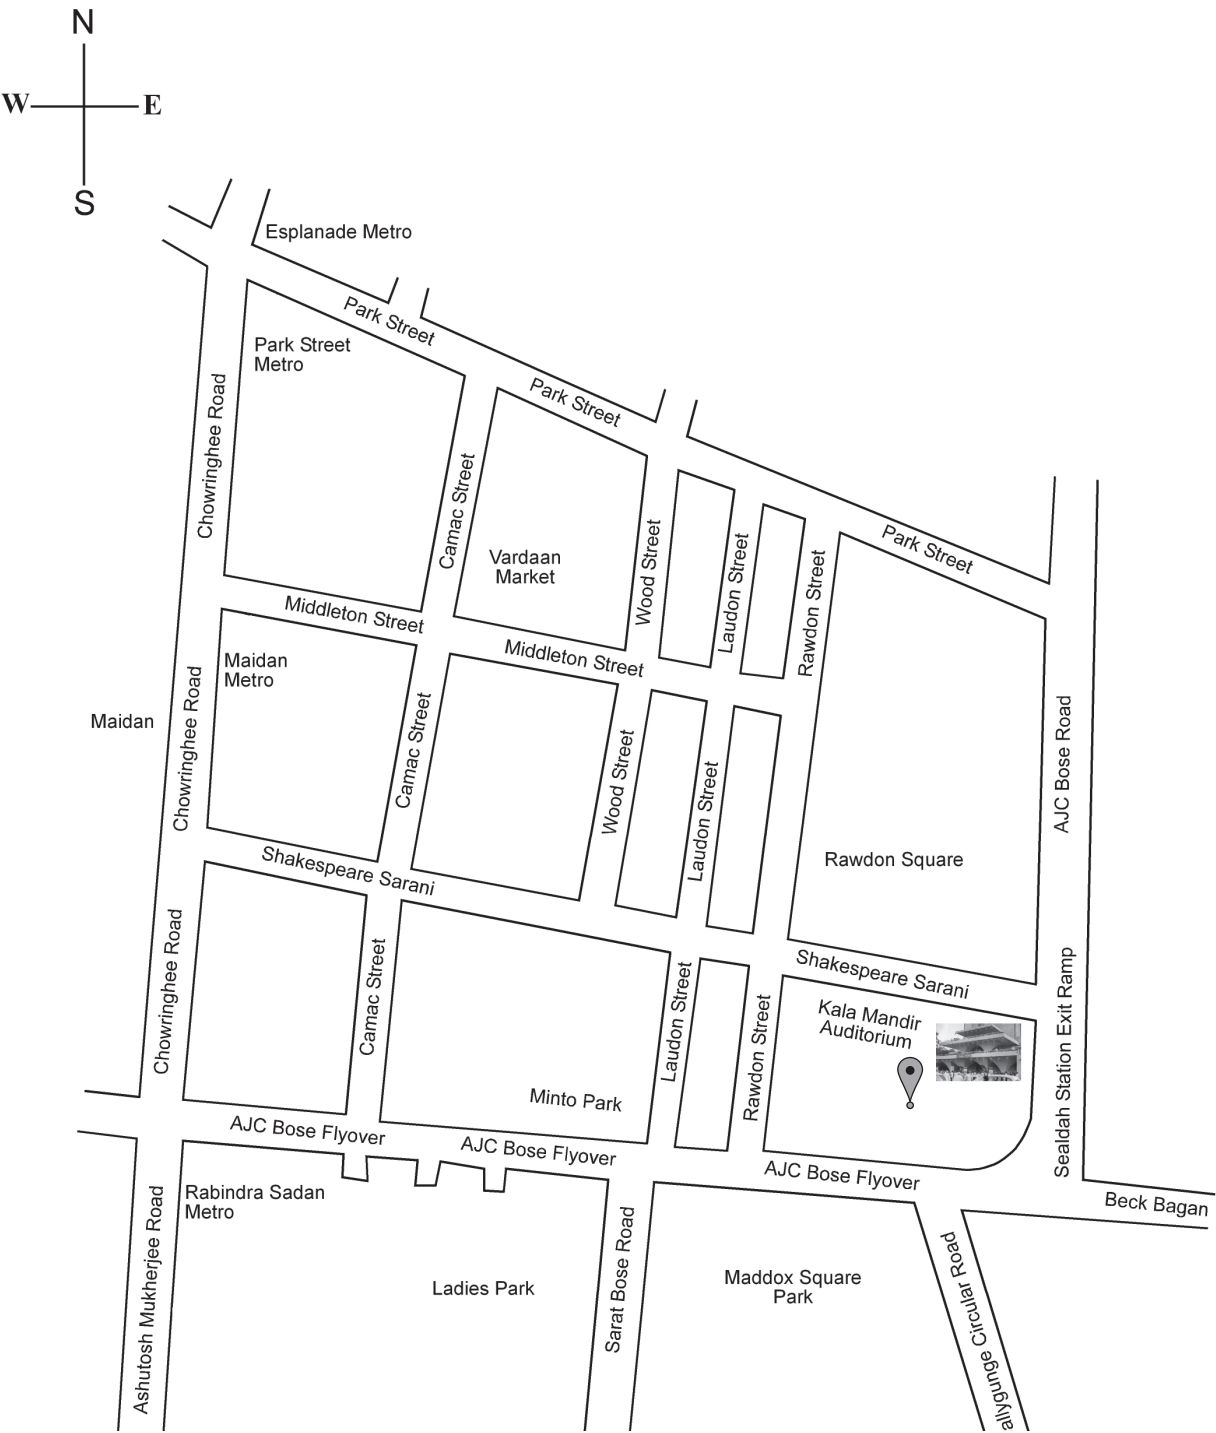 N
W
E
S
Esplanade Metro
Park Street
Park Street
Metro
Park Street
Chowringhee Road
Camac Street
Vardaan
Market
Wood Street
Laudon Street
Rawdon Street
Park Street
Middleton Street
Middleton Street
Maidan
Metro
Maidan
Chowringhee Road
Camac Street
Wood Street
Laudon Street
AJC Bose Road
Rawdon Square
Shakespeare Sarani
Shakespeare Sarani
Chowringhee Road
Camac Street
Laudon Street
Rawdon Street
Kala Mandir
Auditorium
Sealdah Station Exit Ramp
Minto Park
AJC Bose Flyover
AJC Bose Flyover
AJC Bose Flyover
Beck Bagan
Rabindra Sadan
Metro
Ashutosh Mukherjee Road
Ladies Park
Sarat Bose Road
Maddox Square
Park
allygunge Circular Road